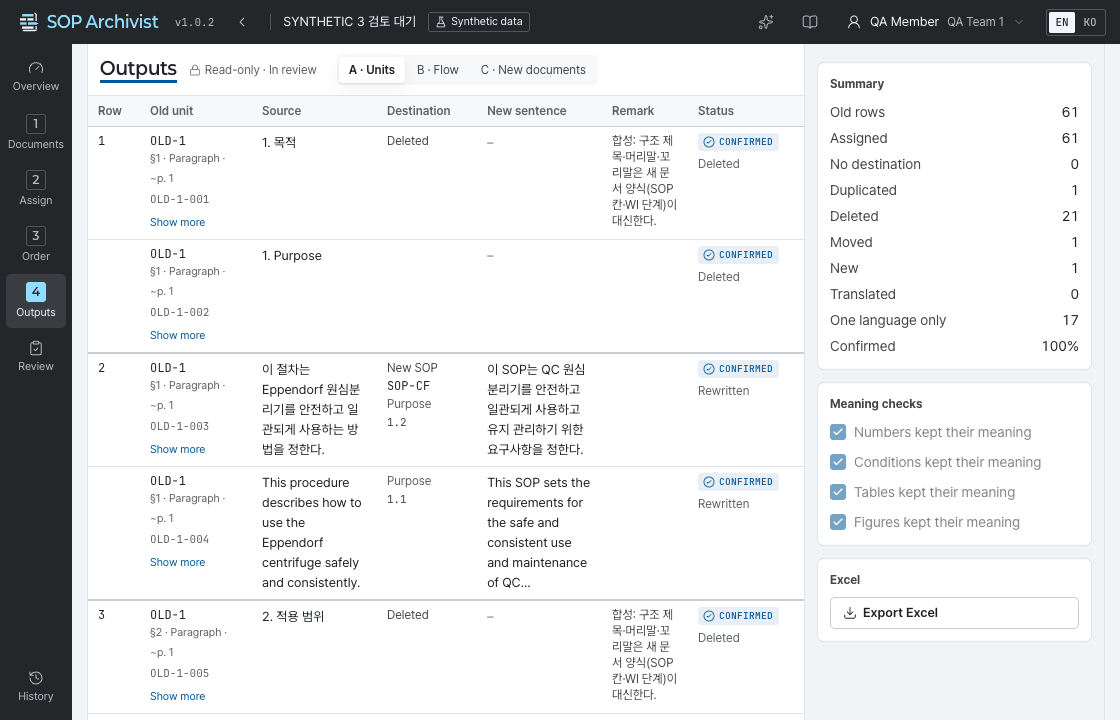 SOP Archivist v1.0.2 SYNTHETIC 3 검토 대기 Synthetic data QA Member QA Team 1 EN KO
Overview
1
Documents
2
Assign
3
Order
4
Outputs
Review
History
Outputs Read-only · In review A · Units B · Flow C · New documents
Row Old unit Source Destination New sentence Remark Status
1
OLD-1
§1 · Paragraph ·
~p. 1
OLD-1-001
Show more
1. 목적
Deleted
–
합성: 구조 제
목·머리말·꼬
리말은 새 문
서 양식(SOP
칸·WI 단계)이
대신한다.
CONFIRMED
Deleted
OLD-1
§1 · Paragraph ·
~p. 1
OLD-1-002
Show more
1. Purpose
–
CONFIRMED
Deleted
2
OLD-1
§1 · Paragraph ·
~p. 1
OLD-1-003
Show more
이 절차는
Eppendorf 원심분
리기를 안전하고 일
관되게 사용하는 방
법을 정한다.
New SOP
SOP-CF
Purpose
1.2
이 SOP는 QC 원심
분리기를 안전하고
일관되게 사용하고
유지 관리하기 위한
요구사항을 정한다.
CONFIRMED
Rewritten
OLD-1
§1 · Paragraph ·
~p. 1
OLD-1-004
Show more
This procedure
describes how to
use the
Eppendorf
centrifuge safely
and consistently.
Purpose
1.1
This SOP sets the
requirements for
the safe and
consistent use
and maintenance
of QC...
CONFIRMED
Rewritten
3
OLD-1
§2 · Paragraph ·
~p. 1
OLD-1-005
Show more
2. 적용 범위
Deleted
–
합성: 구조 제
목·머리말·꼬
리말은 새 문
서 양식(SOP
칸·WI 단계)이
대신한다.
CONFIRMED
Deleted
Summary
Old rows 61
Assigned 61
No destination 0
Duplicated 1
Deleted 21
Moved 1
New 1
Translated 0
One language only 17
Confirmed 100%
Meaning checks
Numbers kept their meaning
Conditions kept their meaning
Tables kept their meaning
Figures kept their meaning
Excel
Export Excel